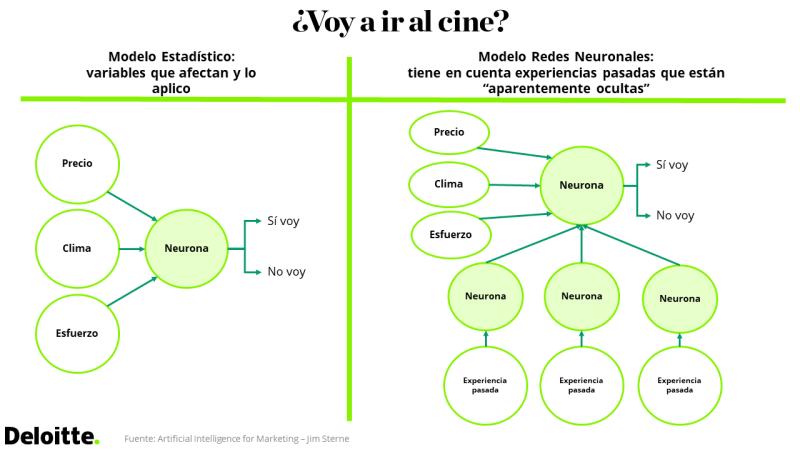 ¿Voy a ir al cine?
Modelo Estadístico:
variables que afectan y lo
aplico
Precio
Clima
Esfuerzo
Neurona
Sí voy
No voy
Modelo Redes Neuronales:
tiene en cuenta experiencias pasadas que están
“aparentemente ocultas”
Precio
Clima
Esfuerzo
Neurona
Sí voy
No voy
Neurona
Neurona
Neurona
Experiencia
pasada
Experiencia
pasada
Experiencia
pasada
Deloitte.
Fuente: Artificial Intelligence for Marketing – Jim Sterne